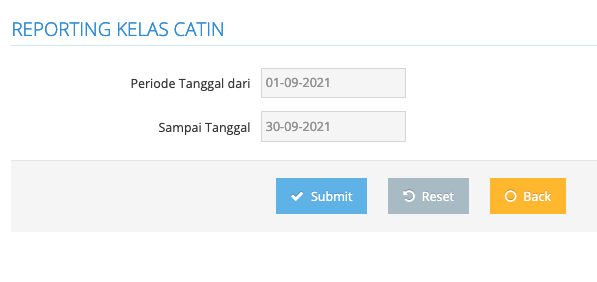 REPORTING KELAS CATIN
Periode Tanggal dari 01-09-2021
Sampai Tanggal 30-09-2021
Submit Reset Back